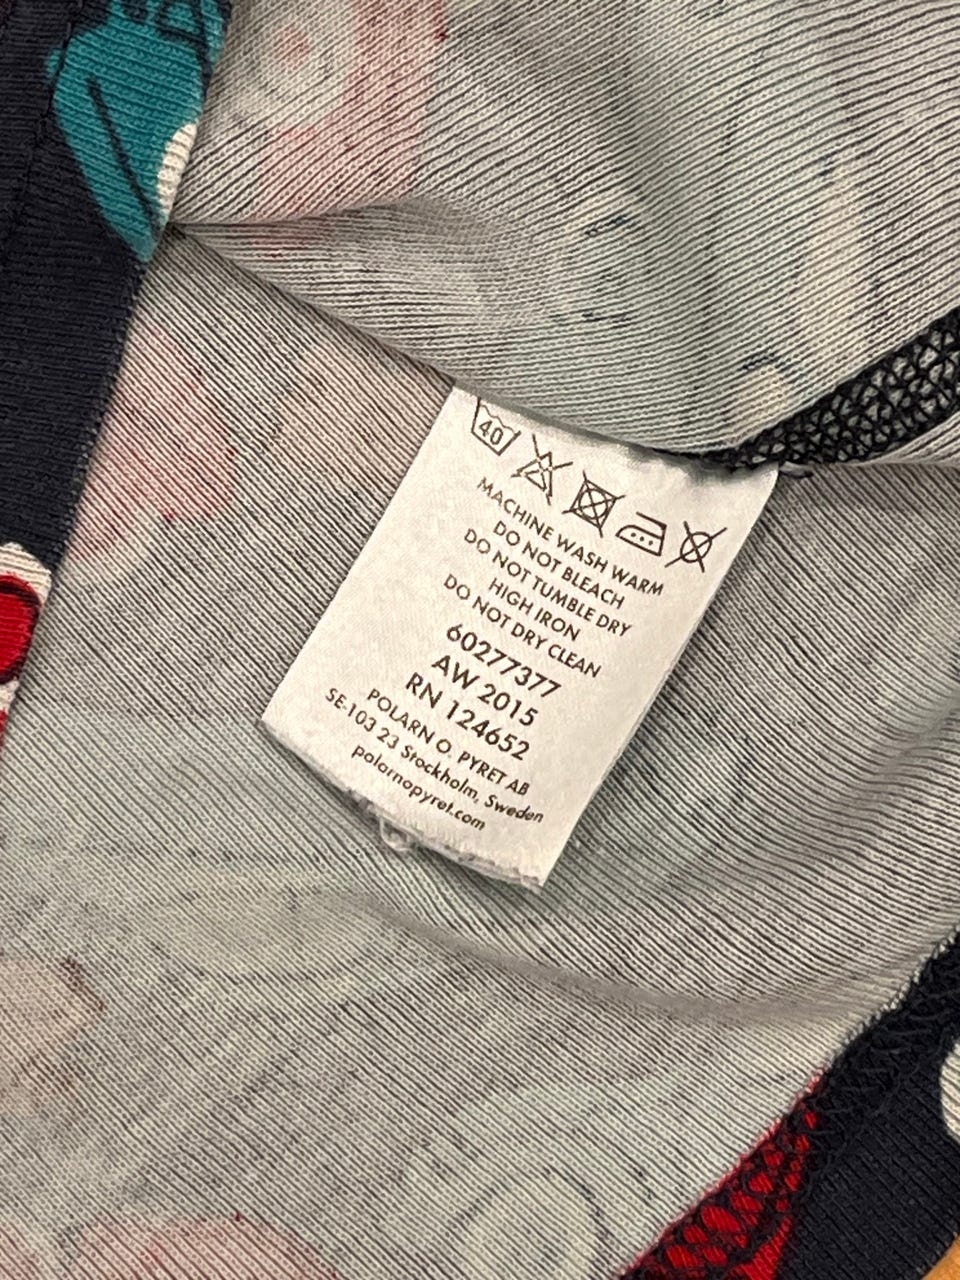 40
MACHINE WASH WARM
DO NOT BLEACH
DO NOT TUMBLE DRY
HIGH IRON
DO NOT DRY CLEAN
60277377
AW 2015
RN 124652
POLARN O. PYRET AB
SE-103 23 Stockholm, Sweden
polarnopyret.com